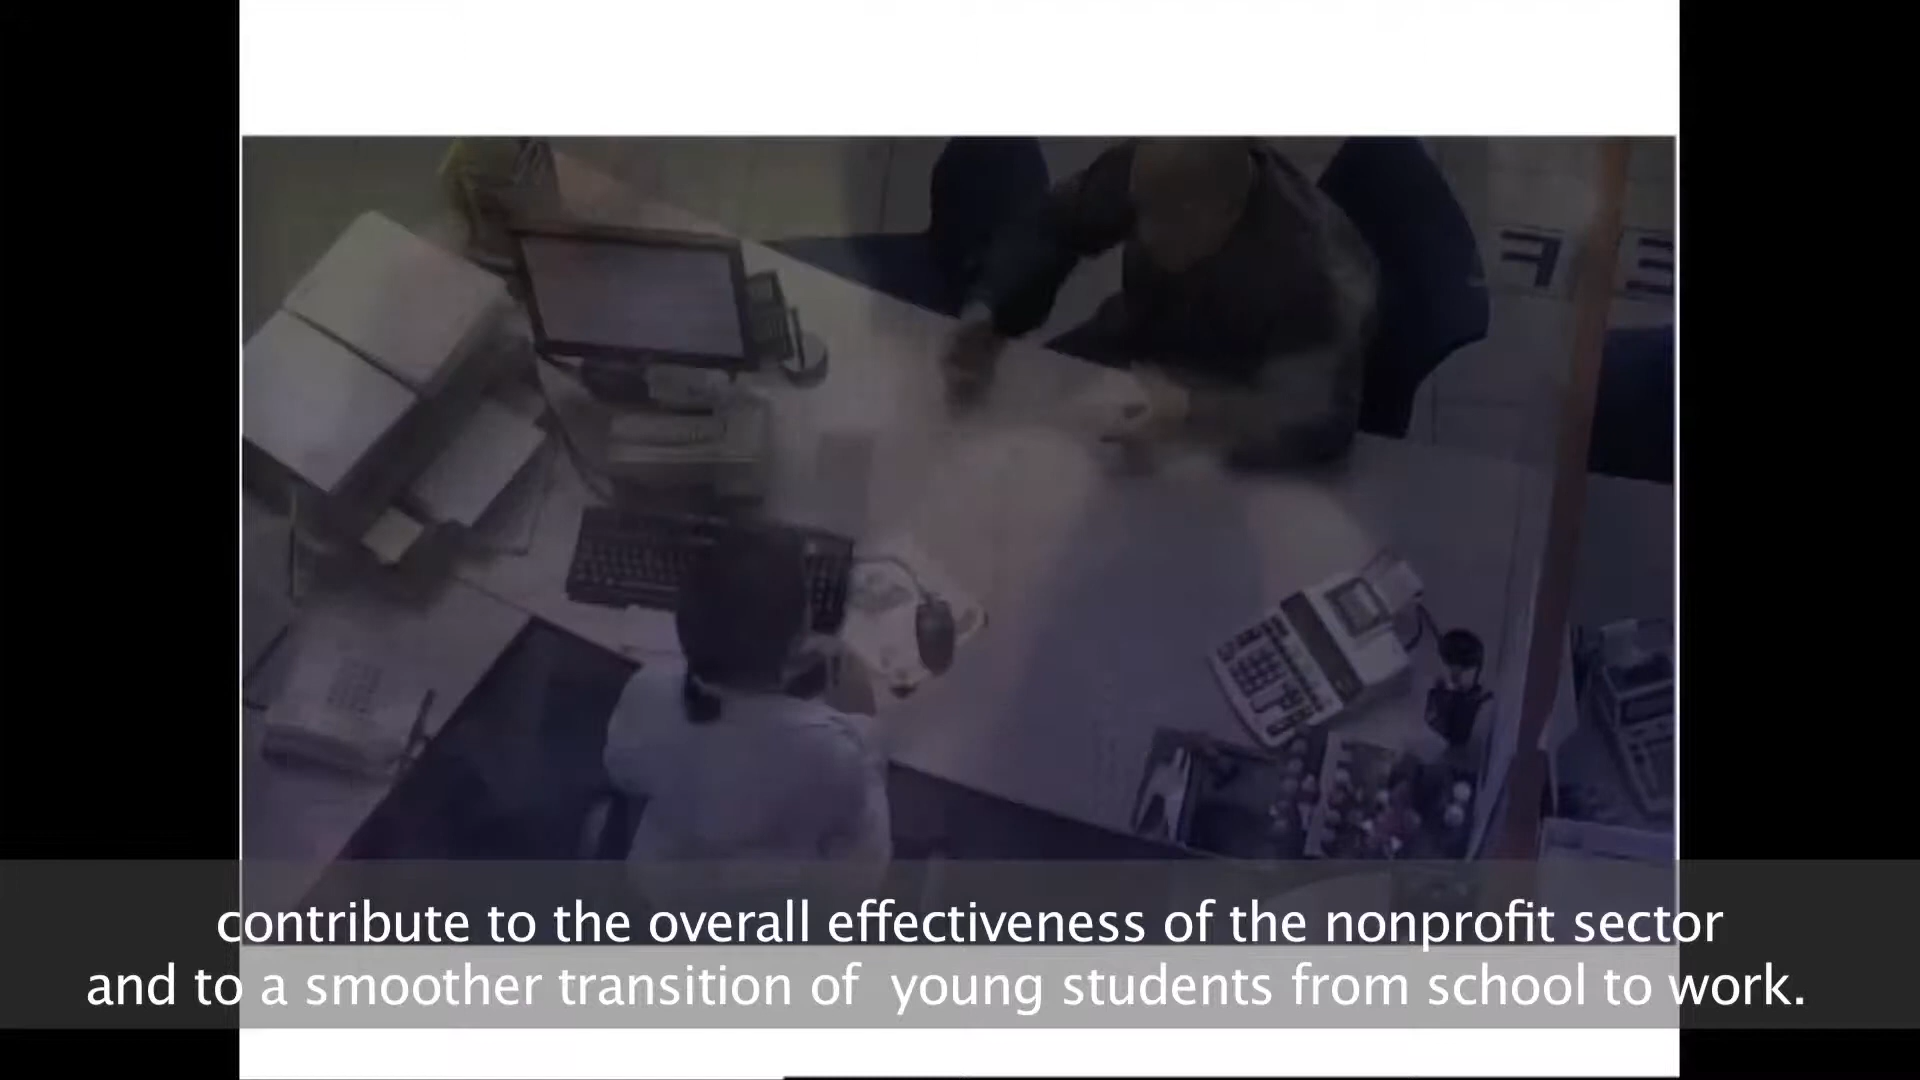 contribute to the overall effectiveness of the nonprofit sector
and to a smoother transition of  young students from school to work.